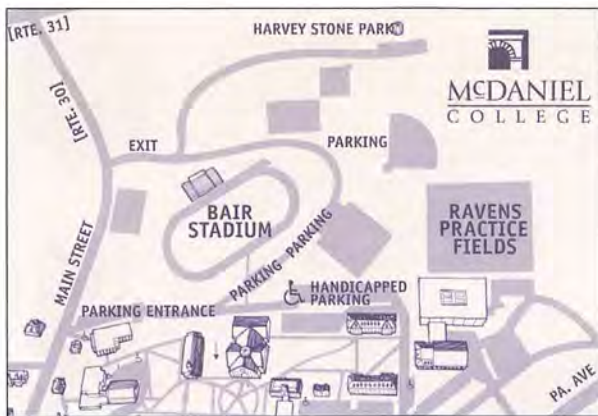 [RTE. 31]
HARVEY STONE PARK
McDANIEL
COLLEGE
[RTE. 30]
EXIT
PARKING
BAIR
STADIUM
PARKING
PARKING
RAVENS
PRACTICE
FIELDS
MAIN STREET
HANDICAPPED
PARKING
PARKING ENTRANCE
PA. AVE